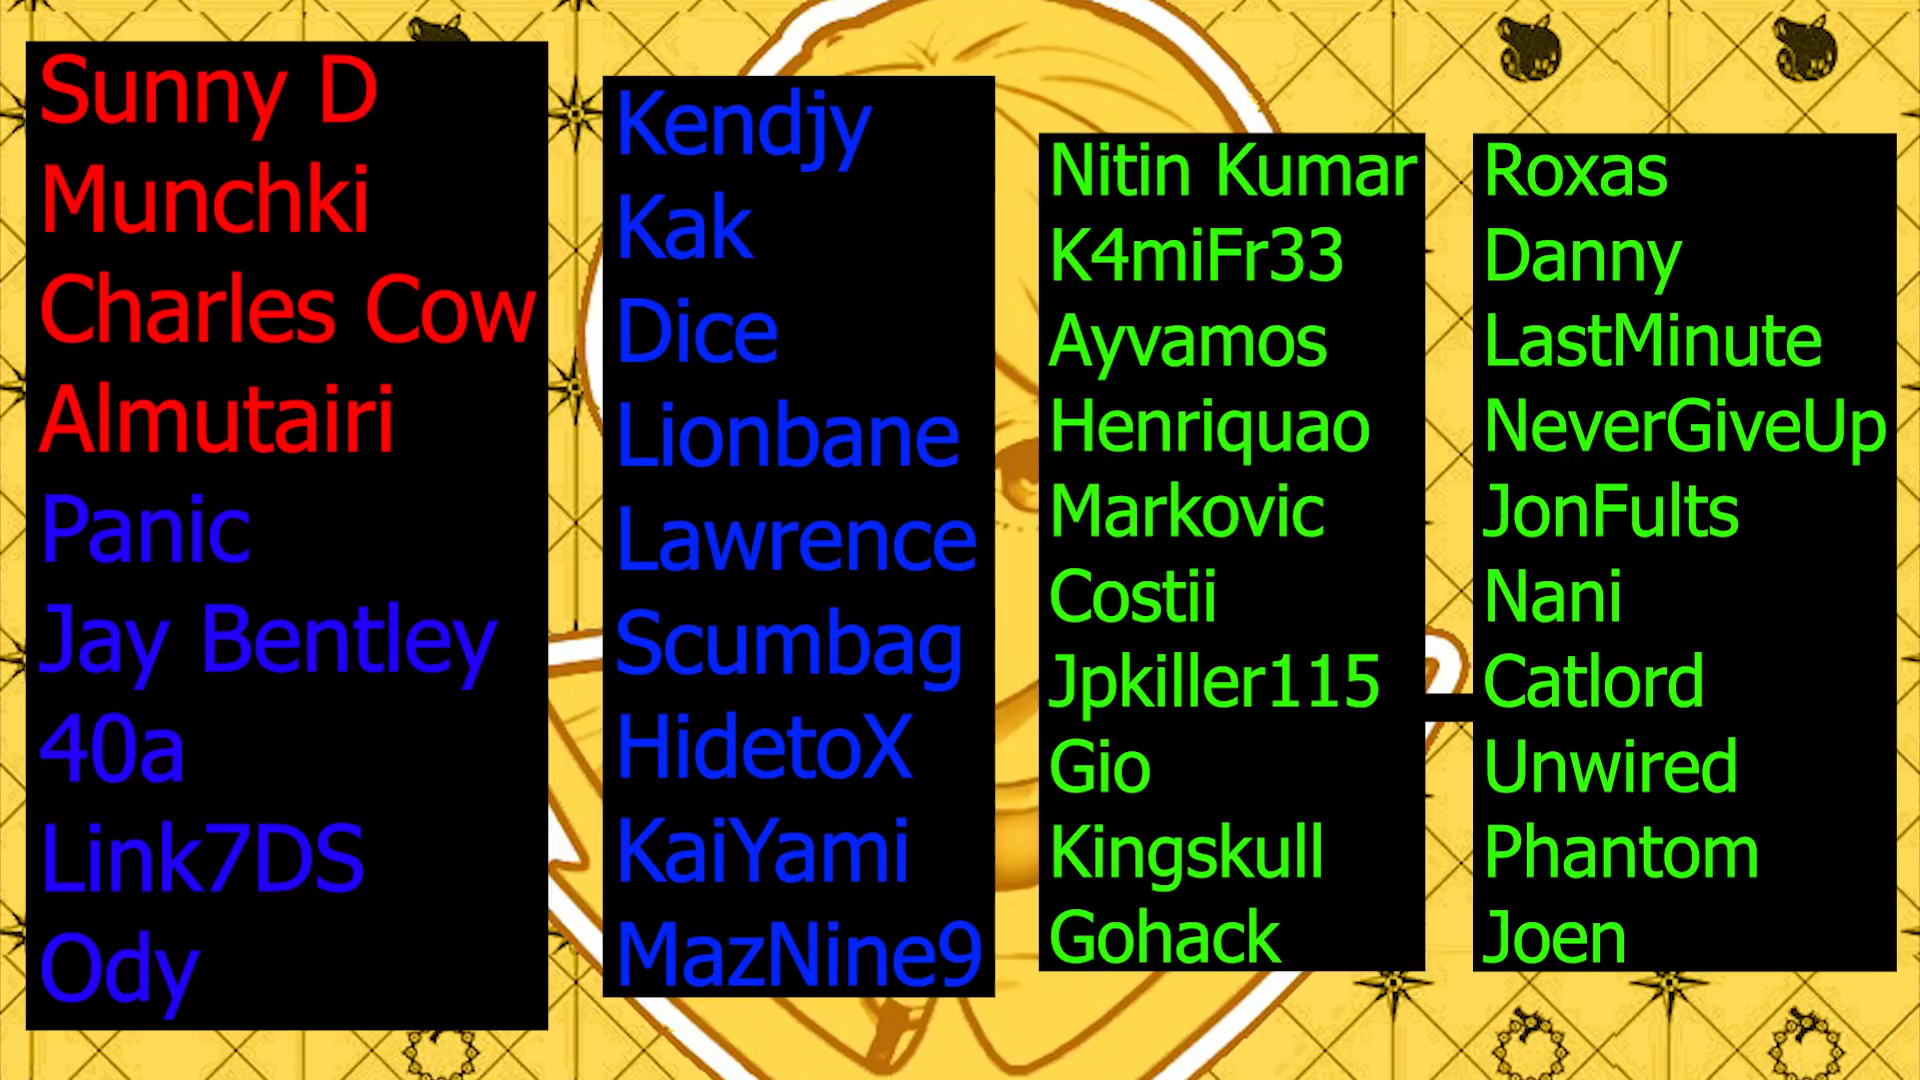 Sunny D
Munchki
Charles Cow
Almutairi
Panic
Jay Bentley
40a
Link7DS
Ody
Kendjy
Kak
Dice
Lionbane
Lawrence
Scumbag
HidetoX
KaiYami
MazNine9
Nitin Kumar
K4miFr33
Ayvamos
Henriquao
Markovic
Costii
Jpkiller115
Gio
Kingskull
Gohack
Roxas
Danny
LastMinute
NeverGiveUp
JonFults
Nani
Catlord
Unwired
Phantom
Joen